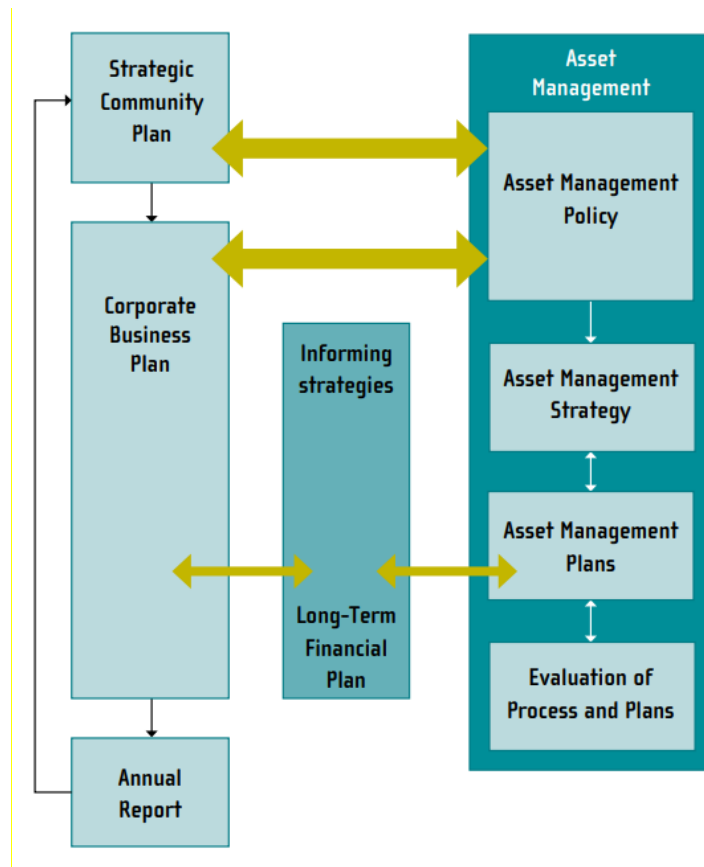 Strategic
Community
Plan
Corporate
Business
Plan
Annual
Report
Informing
strategies
Long-Term
Financial
Plan
Asset
Management
Asset Management
Policy
Asset Management
Strategy
Asset Management
Plans
Evaluation of
Process and Plans